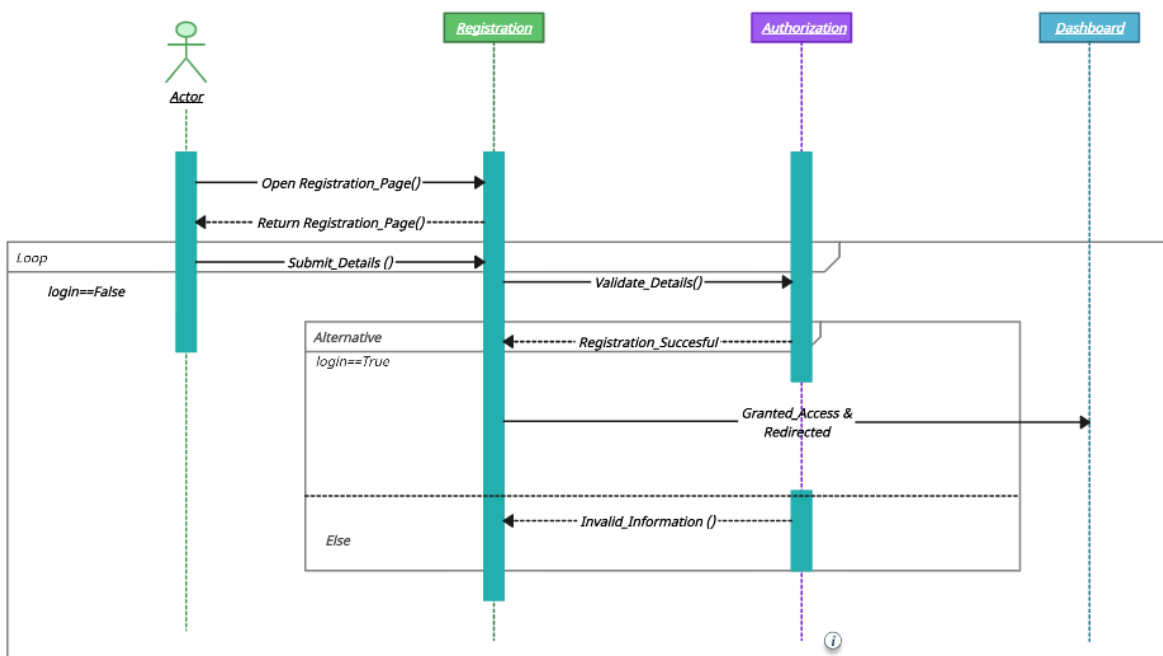 Registration
Authorization
Dashboard
Actor
Open Registration_Page()
Return Registration_Page()
Loop
Submit_Details ()
login==False
Validate_Details()
Alternative
Registration_Succesful
login==True
Granted_Access &
Redirected
Invalid_Information ()
Else
i